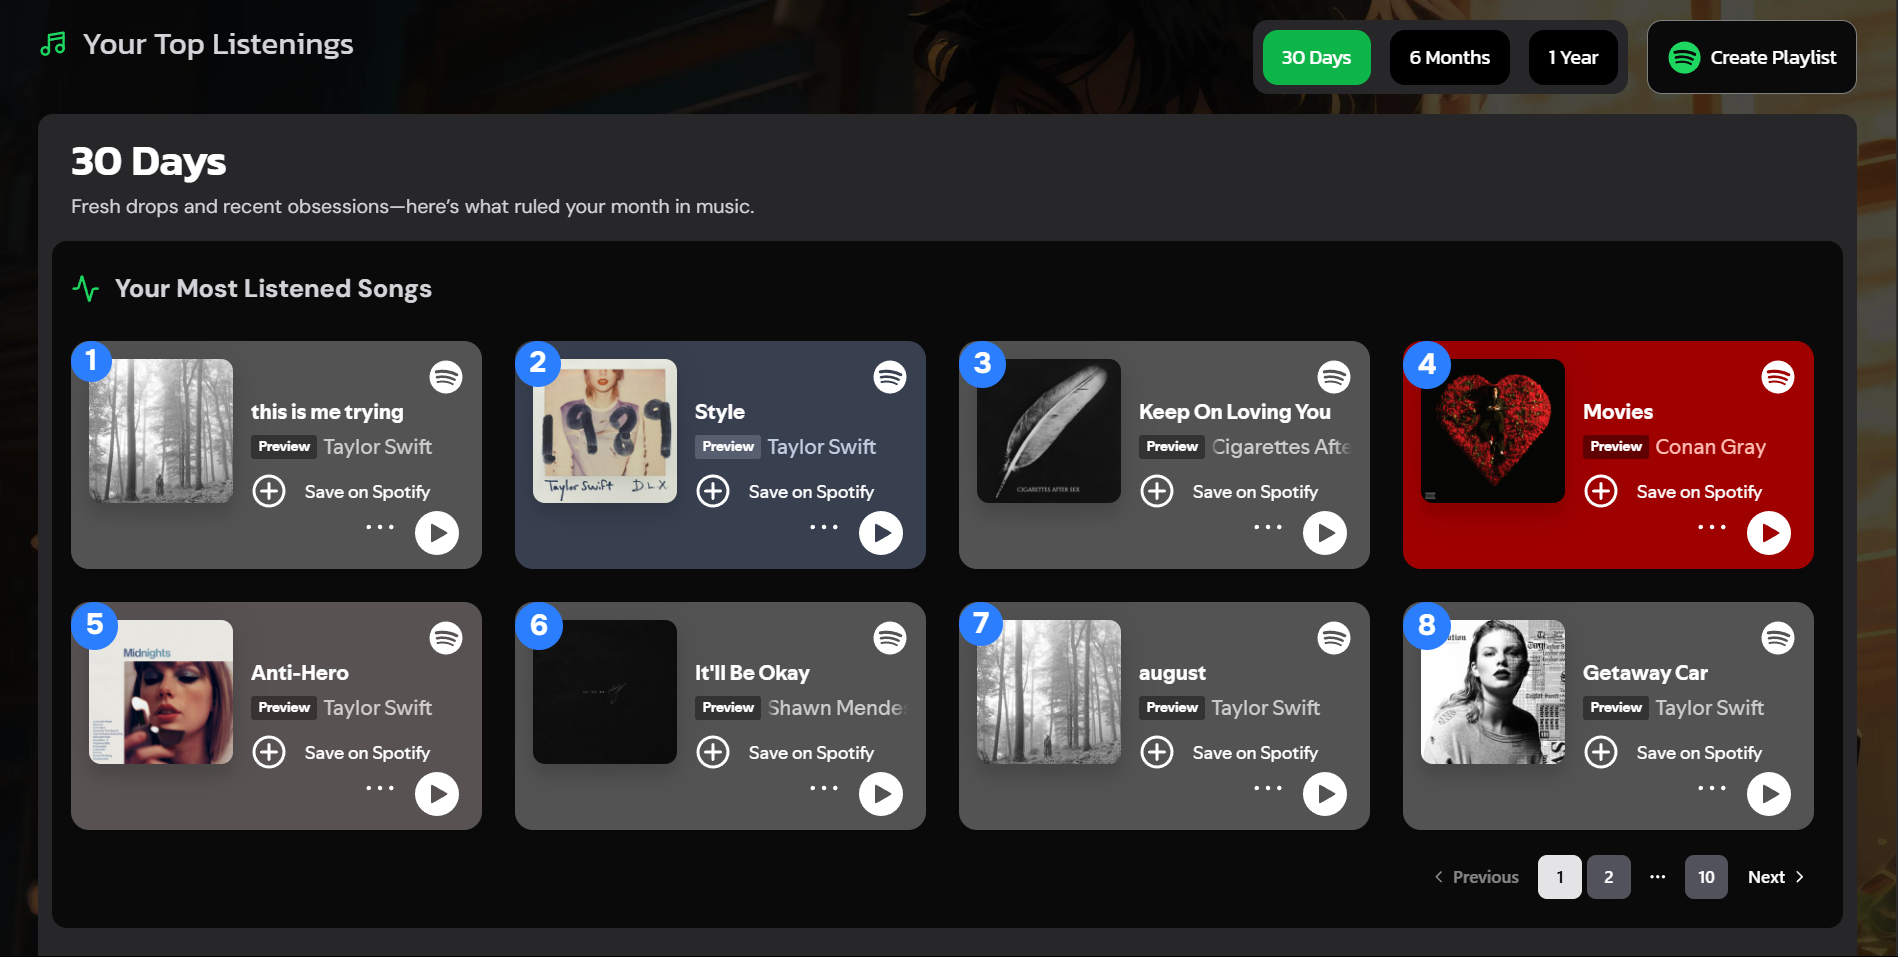 Your Top Listenings
30 Days
6 Months
1 Year
Create Playlist
30 Days
Fresh drops and recent obsessions—here's what ruled your month in music.
Your Most Listened Songs
1
this is me trying
Preview Taylor Swift
Save on Spotify
2
1989
Taylor Swift D.L.X.
Style
Preview Taylor Swift
Save on Spotify
3
CIGARETTES AFTER SEX
Keep On Loving You
Preview Cigarettes Afte
Save on Spotify
4
Movies
Preview Conan Gray
Save on Spotify
5
Midnights
Anti-Hero
Preview Taylor Swift
Save on Spotify
6
It'll Be Okay
Preview Shawn Mendes
Save on Spotify
7
august
Preview Taylor Swift
Save on Spotify
8
Getaway Car
Preview Taylor Swift
Save on Spotify
Previous 1 2 ... 10 Next